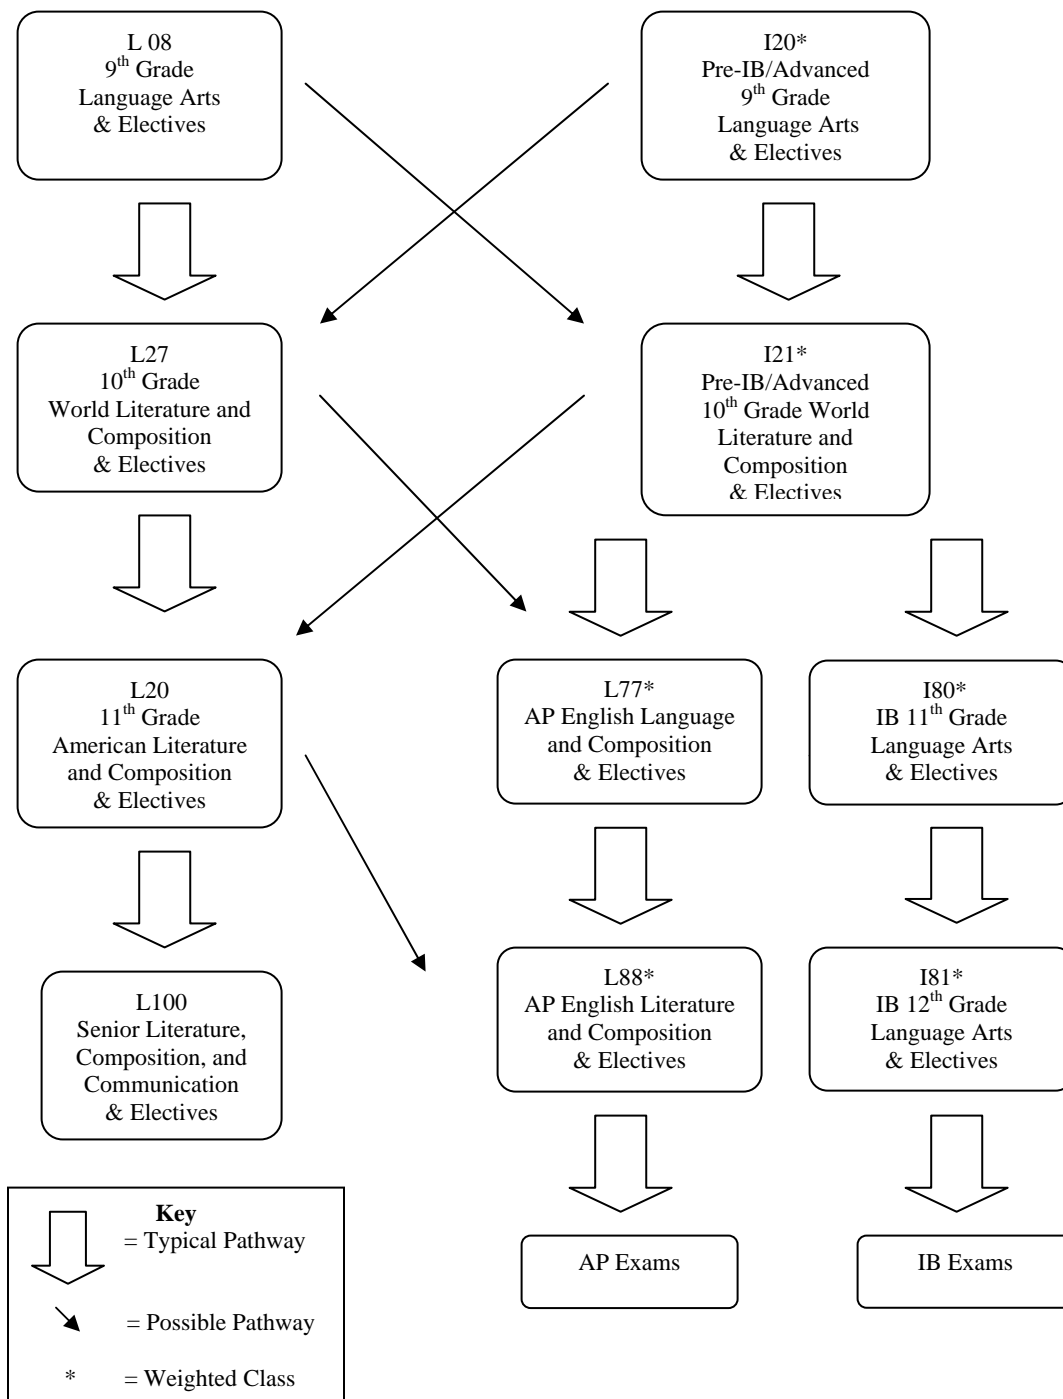 L 08
9th Grade
Language Arts
& Electives
I20*
Pre-IB/Advanced
9th Grade
Language Arts
& Electives
L27
10th Grade
World Literature and
Composition
& Electives
I21*
Pre-IB/Advanced
10th Grade World
Literature and
Composition
& Electives
L20
11th Grade
American Literature
and Composition
& Electives
L77*
AP English Language
and Composition
& Electives
I80*
IB 11th Grade
Language Arts
& Electives
L100
Senior Literature,
Composition, and
Communication
& Electives
L88*
AP English Literature
and Composition
& Electives
I81*
IB 12th Grade
Language Arts
& Electives
Key
= Typical Pathway
= Possible Pathway
* = Weighted Class
AP Exams
IB Exams